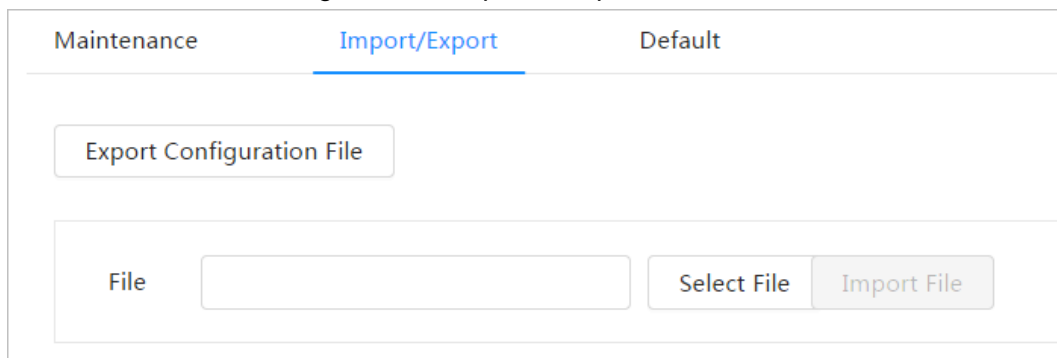 Maintenance Import/Export Default
Export Configuration File
File Select File Import File